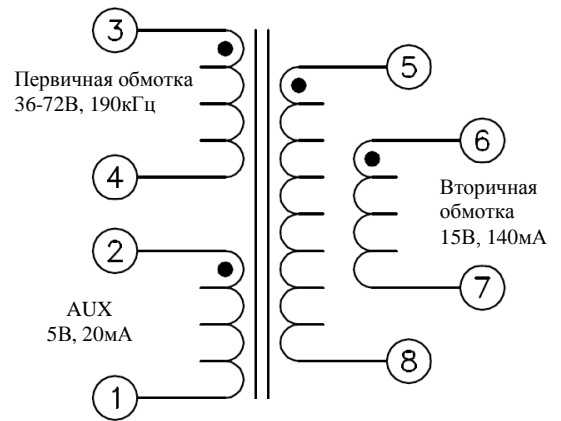 3
Первичная обмотка
36-72В, 190кГц
4
2
AUX
5В, 20мА
1
5
6
Вторичная
обмотка
15В, 140мА
7
8